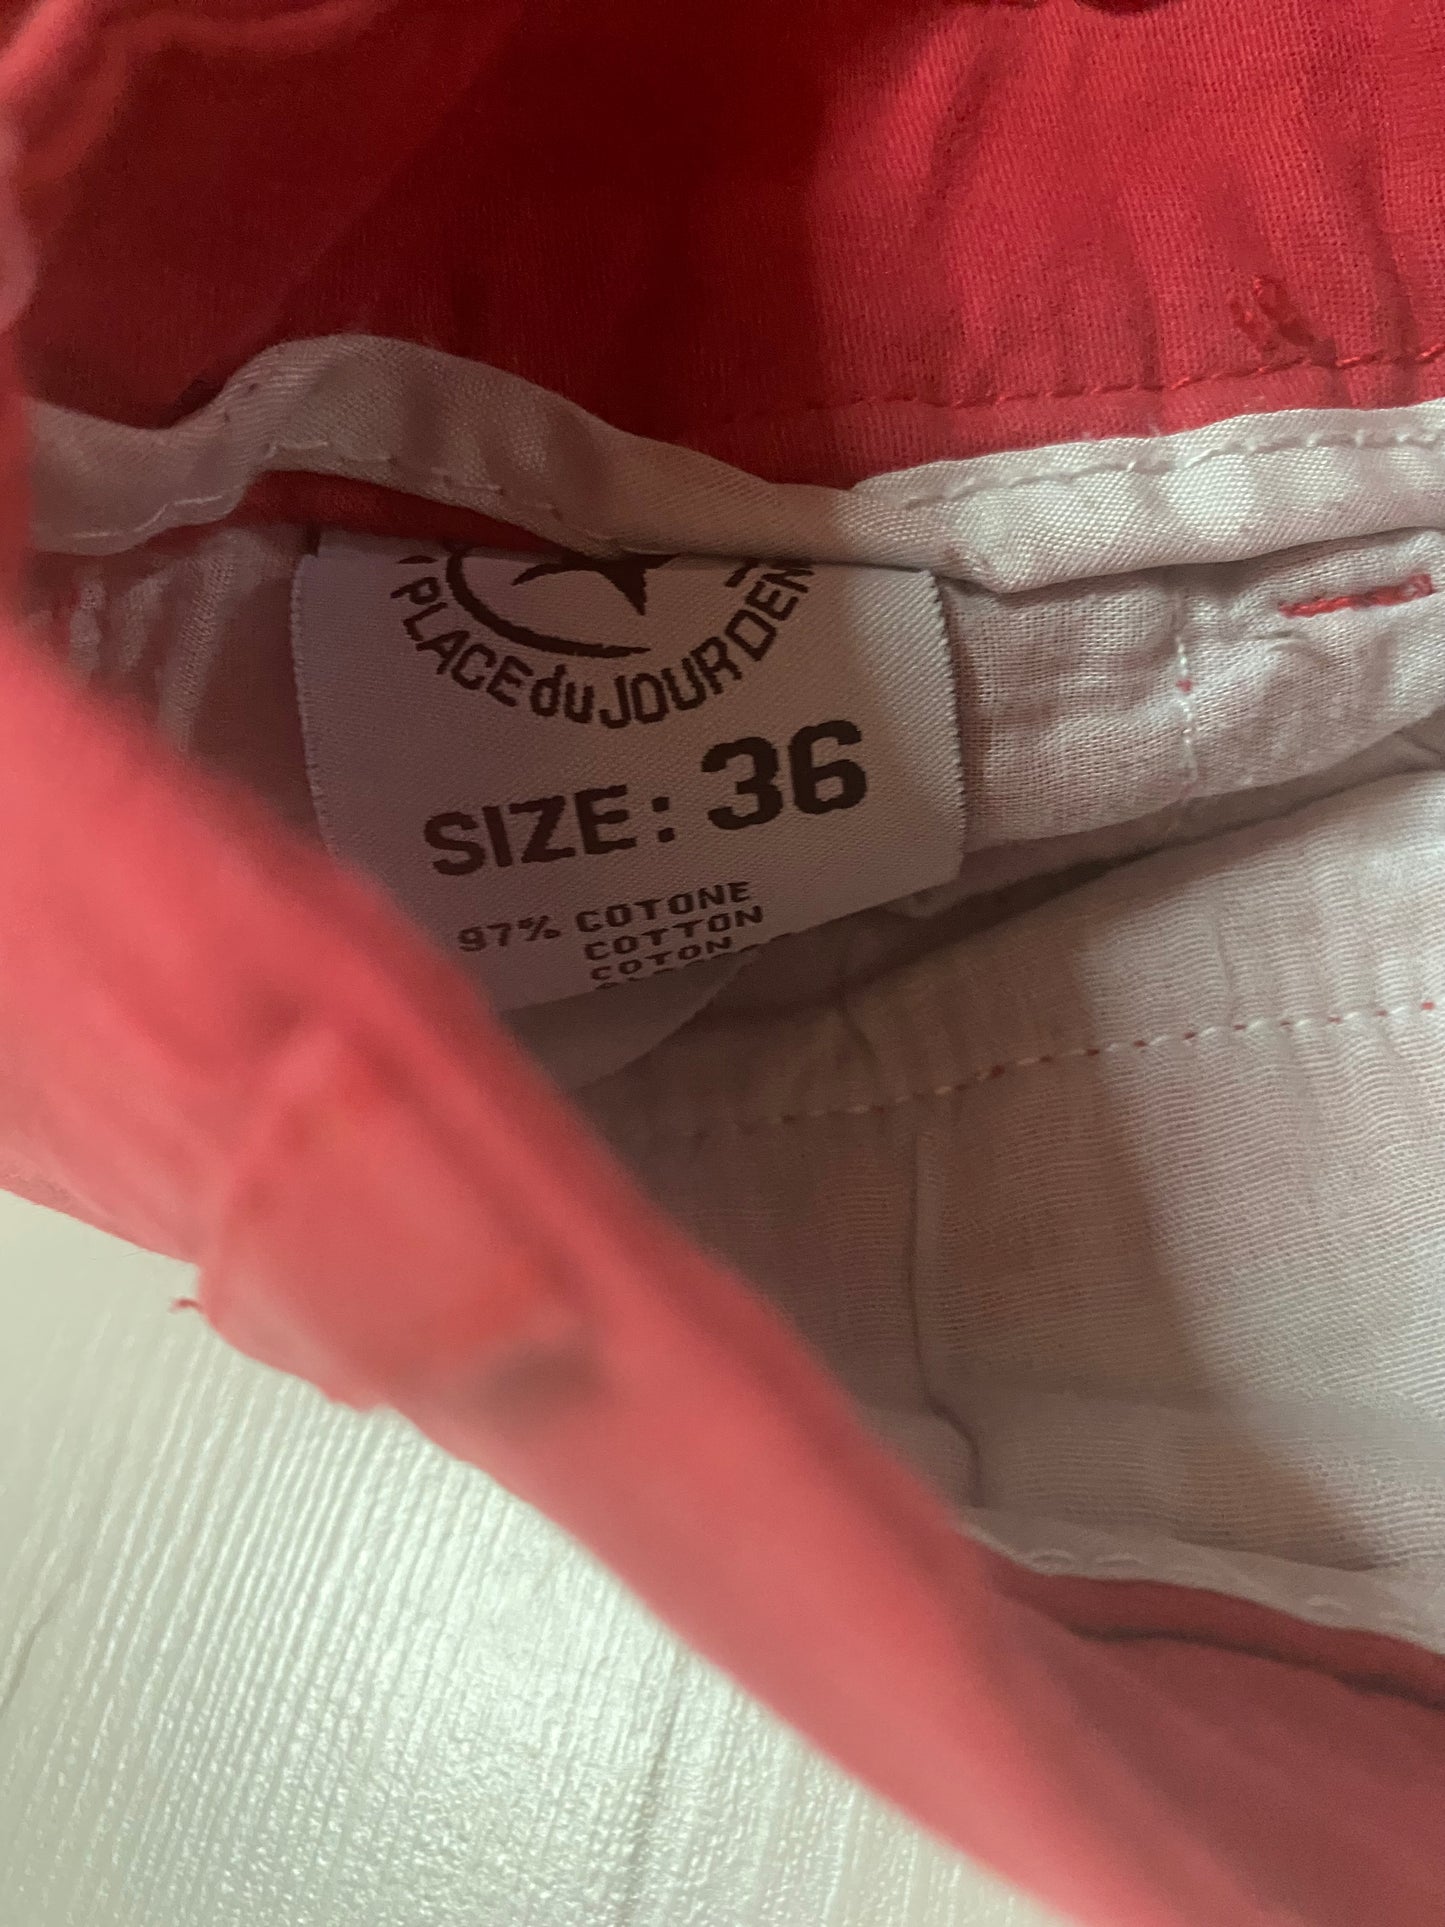 PLACE du JOUR DEN
SIZE: 36
97% COTONE
COTTON
COTON